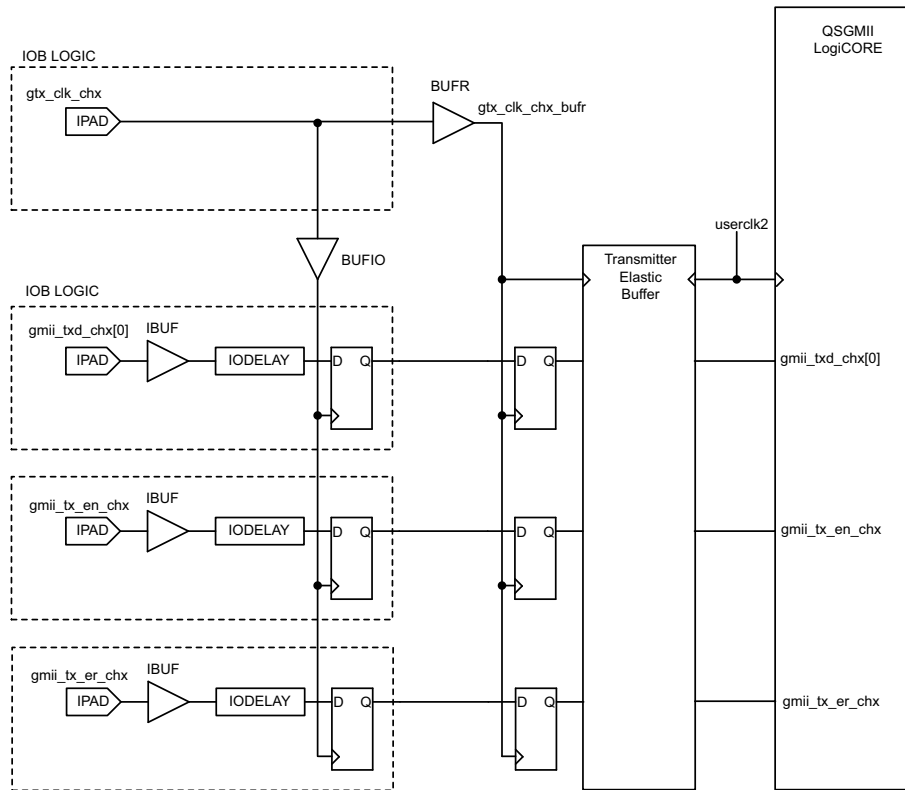 QSGMII
LogiCORE
IOB LOGIC
gtx_clk_chx
IPAD
BUFR
gtx_clk_chx_bufr
BUFIO
userclk2
Transmitter
Elastic
Buffer
IOB LOGIC
gmii_txd_chx[0]
IPAD
IBUF
IODELAY
D Q
D Q
gmii_txd_chx[0]
gmii_tx_en_chx
IPAD
IBUF
IODELAY
D Q
D Q
gmii_tx_en_chx
gmii_tx_er_chx
IPAD
IBUF
IODELAY
D Q
D Q
gmii_tx_er_chx